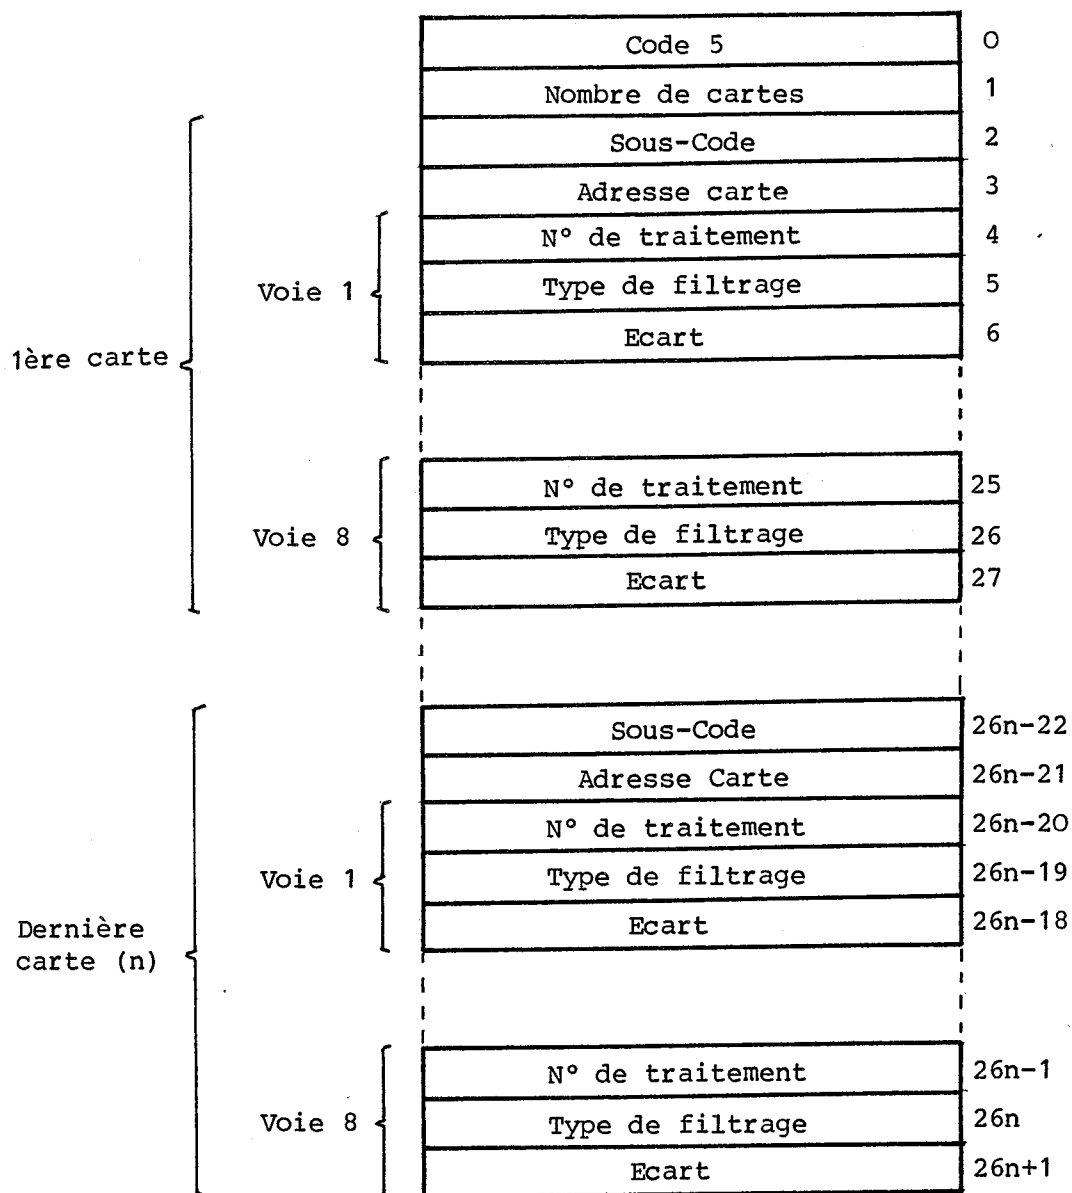 Code 5 0
Nombre de cartes 1
Sous-Code 2
Adresse carte 3
N° de traitement 4
Voie 1 Type de filtrage 5
Ecart 6
1ère carte
N° de traitement 25
Voie 8 Type de filtrage 26
Ecart 27
Sous-Code 26n-22
Adresse Carte 26n-21
N° de traitement 26n-20
Voie 1 Type de filtrage 26n-19
Ecart 26n-18
Dernière
carte (n)
N° de traitement 26n-1
Voie 8 Type de filtrage 26n
Ecart 26n+1